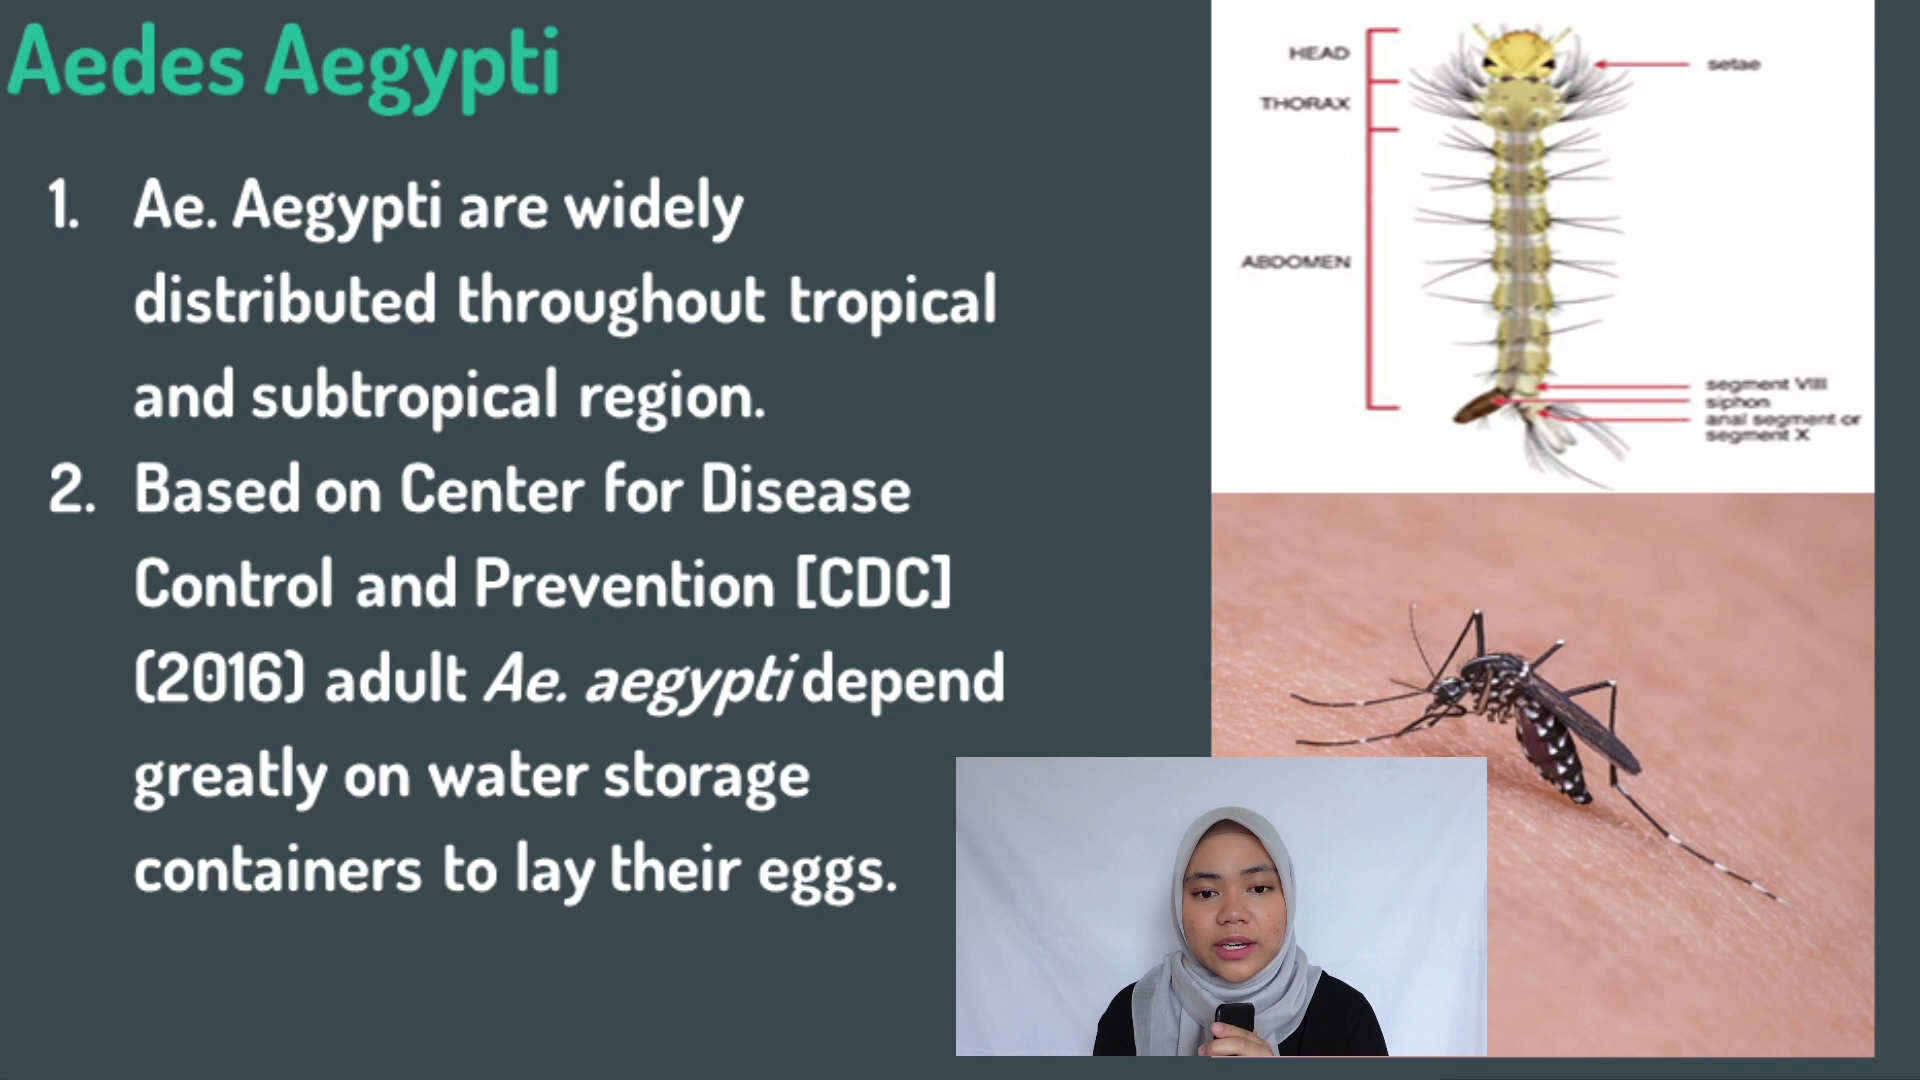 Aedes Aegypti
1. Ae. Aegypti are widely
distributed throughout tropical
and subtropical region.
2. Based on Center for Disease
Control and Prevention [CDC]
(2016) adult Ae. aegypti depend
greatly on water storage
containers to lay their eggs.
HEAD
setae
THORAX
ABDOMEN
segment VIII
siphon
anal segment or
segment X